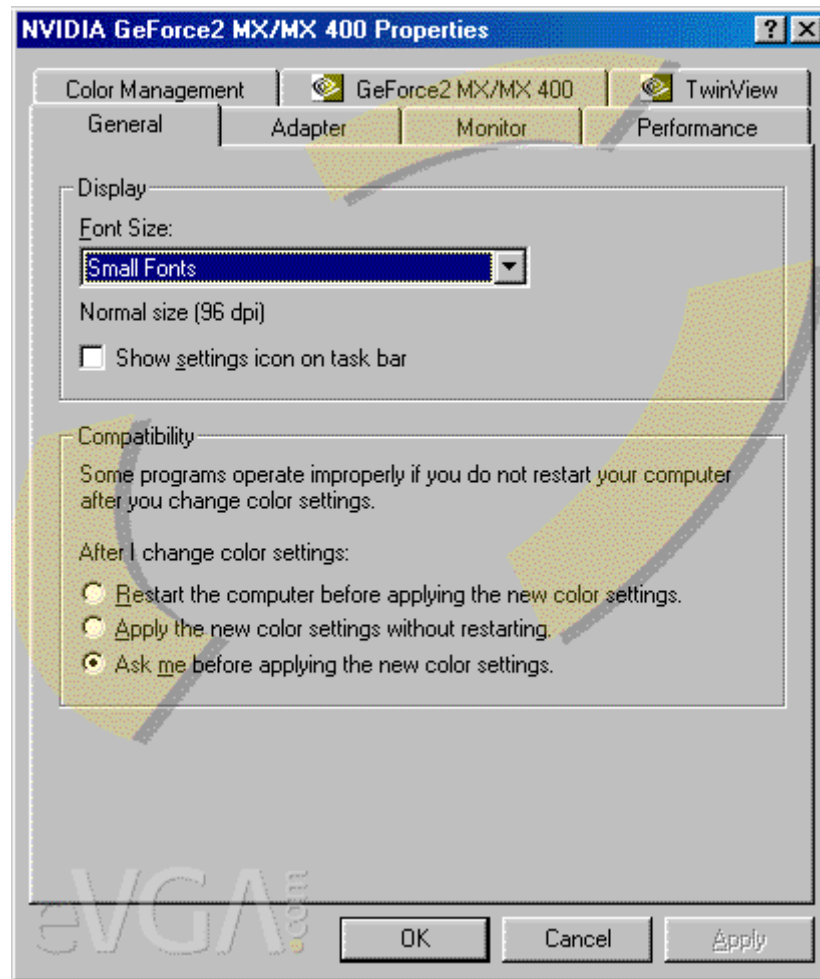 NVIDIA GeForce2 MX/MX 400 Properties
Color Management GeForce2 MX/MX 400 TwinView
General Adapter Monitor Performance
Display
Font Size:
Small Fonts
Normal size (96 dpi)
Show settings icon on task bar
Compatibility
Some programs operate improperly if you do not restart your computer
after you change color settings.
After I change color settings:
Restart the computer before applying the new color settings.
Apply the new color settings without restarting.
Ask me before applying the new color settings.
eVGA.com
OK Cancel Apply